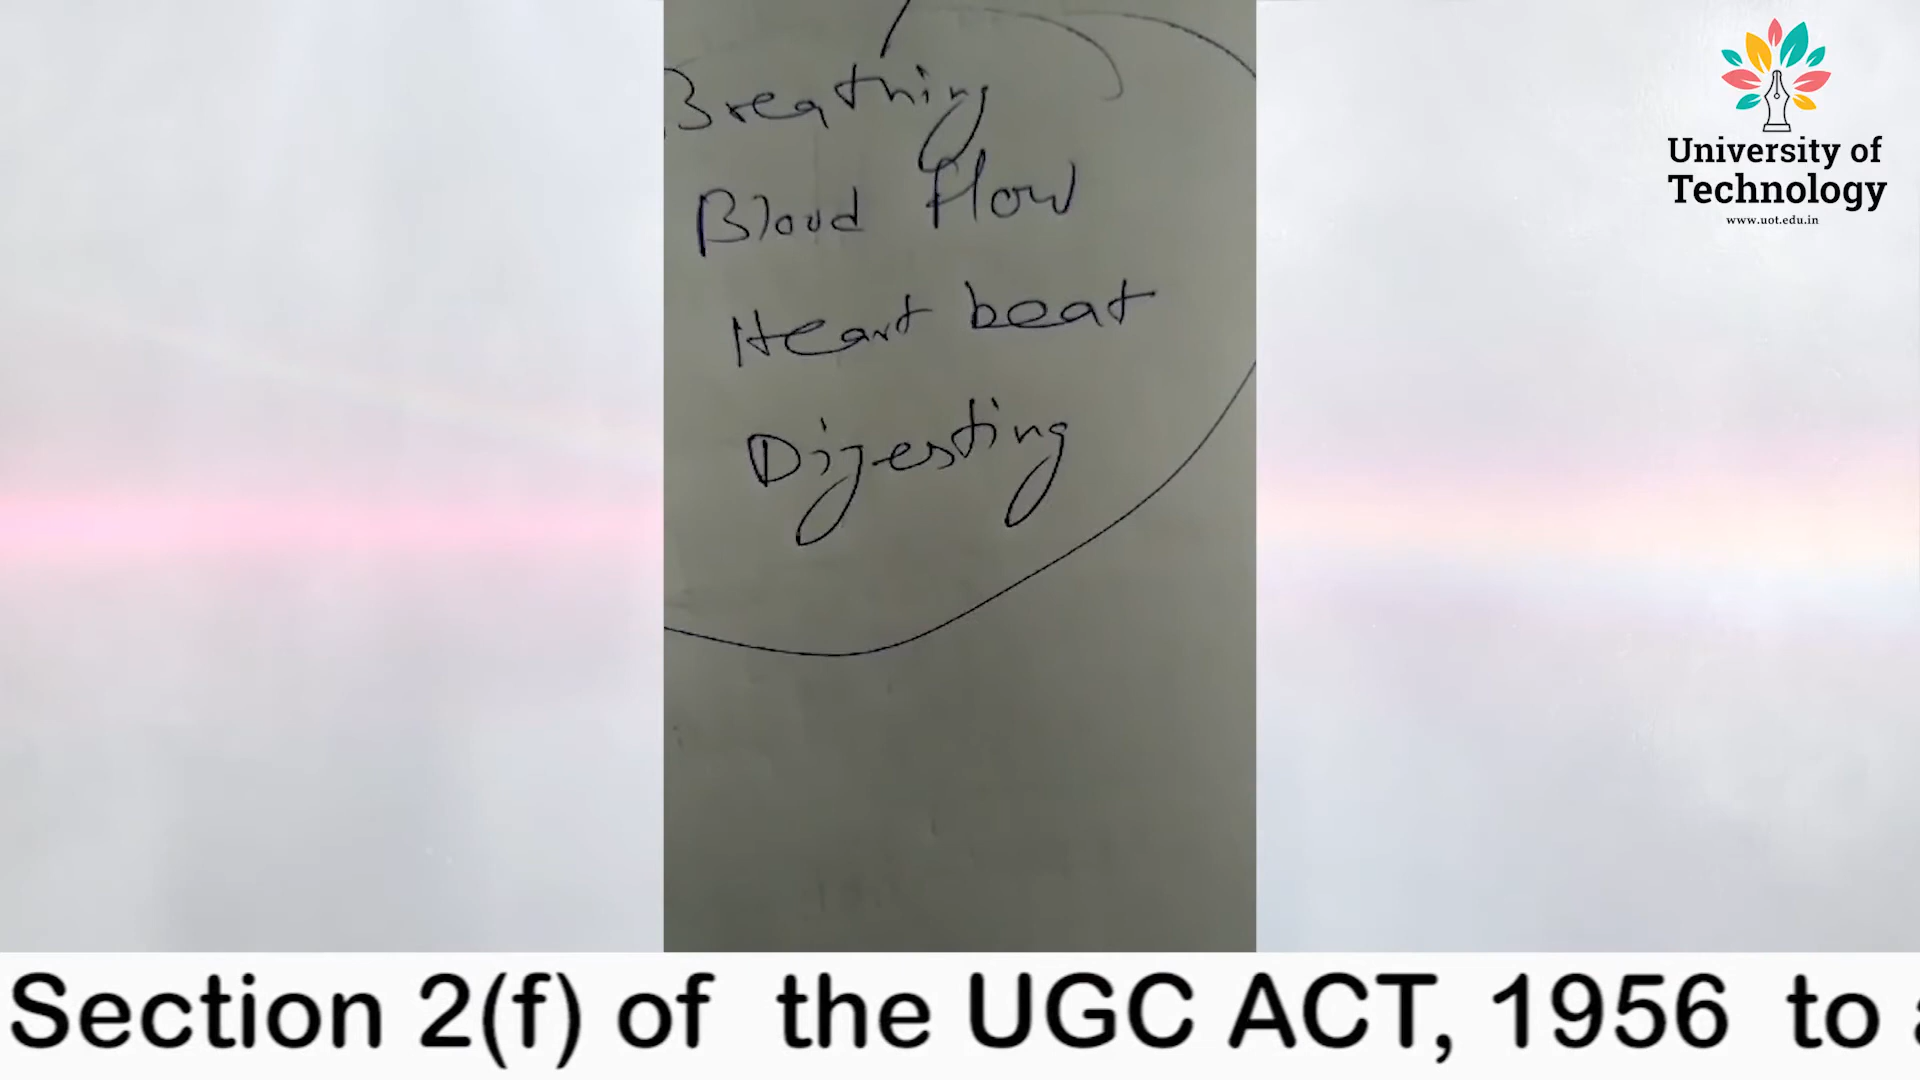 Breathing
Blood Flow
Heart beat
Digesting
University of
Technology
www.uot.edu.in
Section 2(f) of the UGC ACT, 1956 to